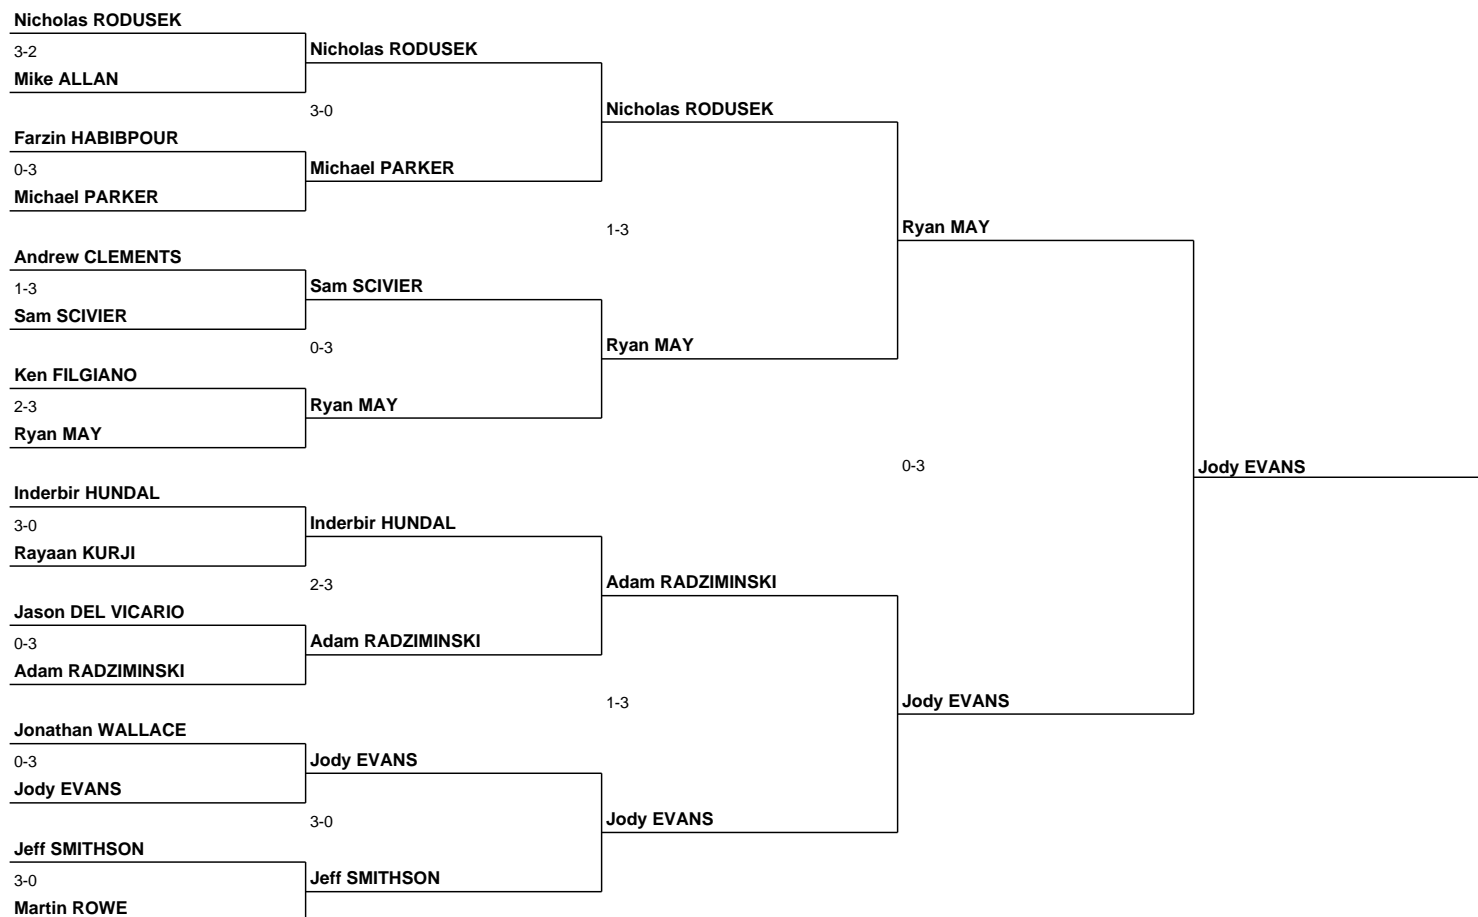 Nicholas RODUSEK
3-2
Mike ALLAN
Farzin HABIBPOUR
0-3
Michael PARKER
Andrew CLEMENTS
1-3
Sam SCIVIER
Ken FILGIANO
2-3
Ryan MAY
Inderbir HUNDAL
3-0
Rayaan KURJI
Jason DEL VICARIO
0-3
Adam RADZIMINSKI
Jonathan WALLACE
0-3
Jody EVANS
Jeff SMITHSON
3-0
Martin ROWE
Nicholas RODUSEK
3-0
Michael PARKER
Sam SCIVIER
0-3
Ryan MAY
Inderbir HUNDAL
2-3
Adam RADZIMINSKI
Jody EVANS
3-0
Jeff SMITHSON
Nicholas RODUSEK
1-3
Ryan MAY
Adam RADZIMINSKI
1-3
Jody EVANS
Ryan MAY
0-3
Jody EVANS
Jody EVANS